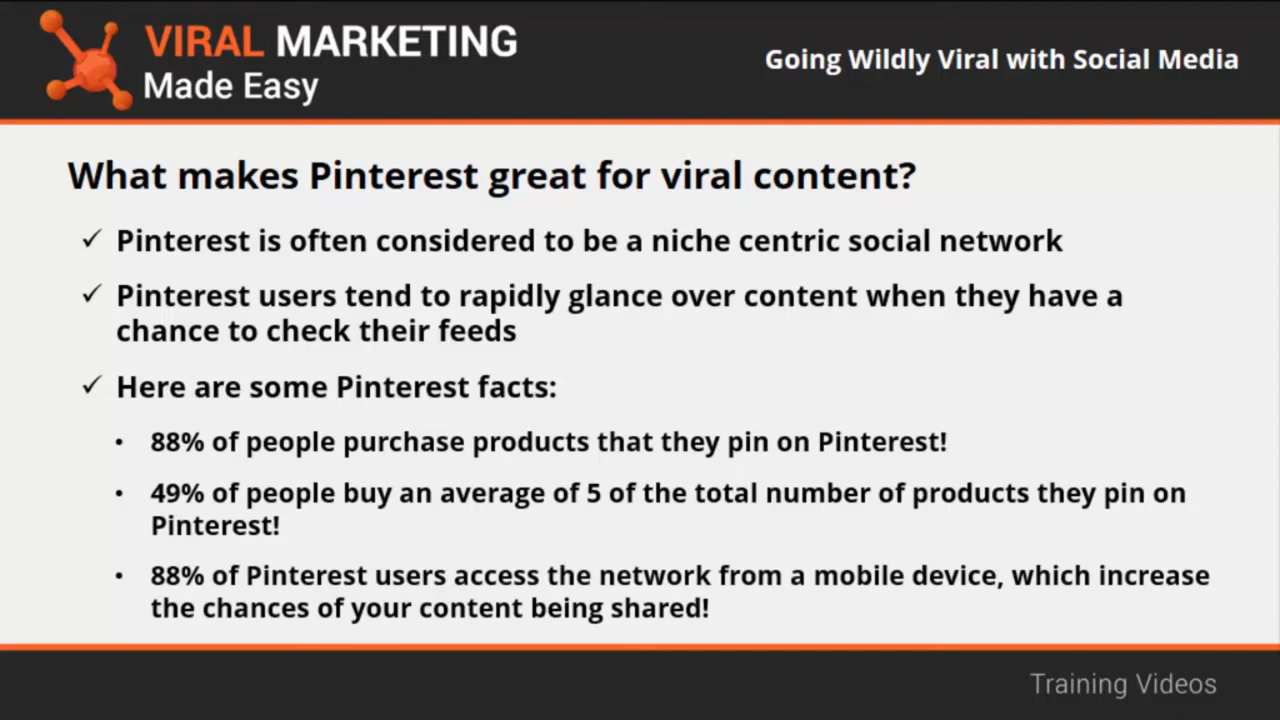 VIRAL MARKETING
Made Easy
Going Wildly Viral with Social Media
What makes Pinterest great for viral content?
✓ Pinterest is often considered to be a niche centric social network
✓ Pinterest users tend to rapidly glance over content when they have a
chance to check their feeds
✓ Here are some Pinterest facts:
• 88% of people purchase products that they pin on Pinterest!
• 49% of people buy an average of 5 of the total number of products they pin on
Pinterest!
• 88% of Pinterest users access the network from a mobile device, which increase
the chances of your content being shared!
Training Videos